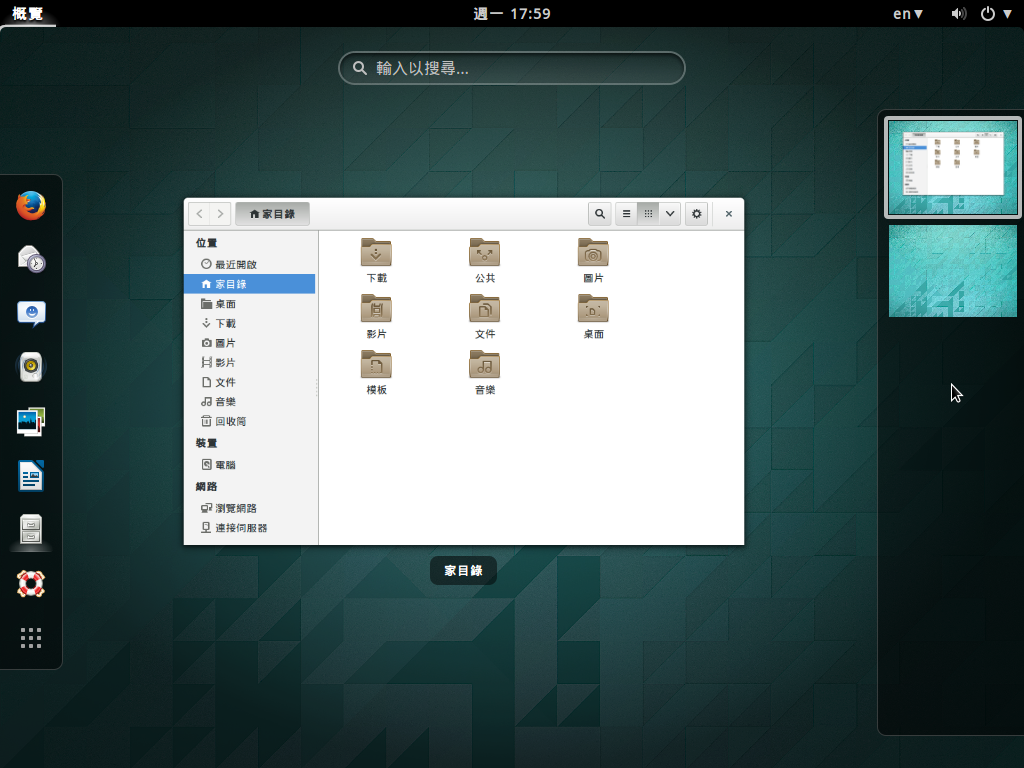 概覽
週一 17:59
en
輸入以搜尋...
家目錄
位置
最近開啟
家目錄
桌面
下載
圖片
影片
文件
音樂
回收筒
裝置
電腦
網路
瀏覽網路
連接伺服器
下載
公共
圖片
影片
文件
桌面
模板
音樂
家目錄